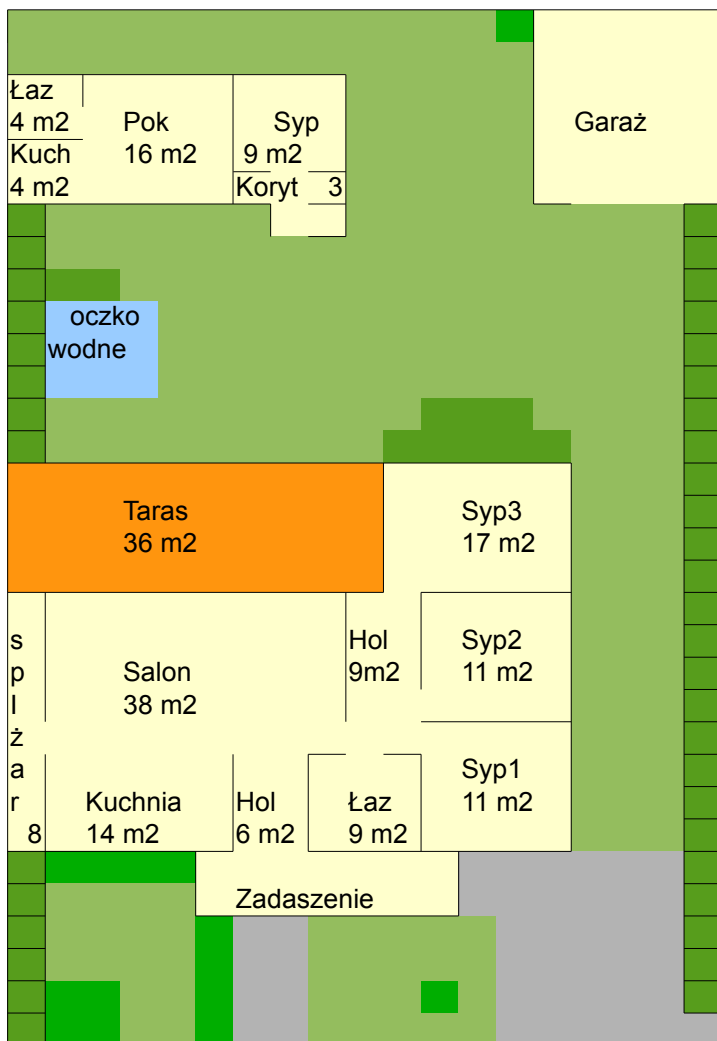 Łaz
4 m2
Pok
16 m2
Syp
9 m2
Garaż
Kuch
4 m2
Koryt 3
oczko
wodne
Taras
36 m2
Syp3
17 m2
s
p
I
ż
a
r
8
Salon
38 m2
Hol
9m2
Syp2
11 m2
Kuchnia
14 m2
Hol
6 m2
Łaz
9 m2
Syp1
11 m2
Zadaszenie